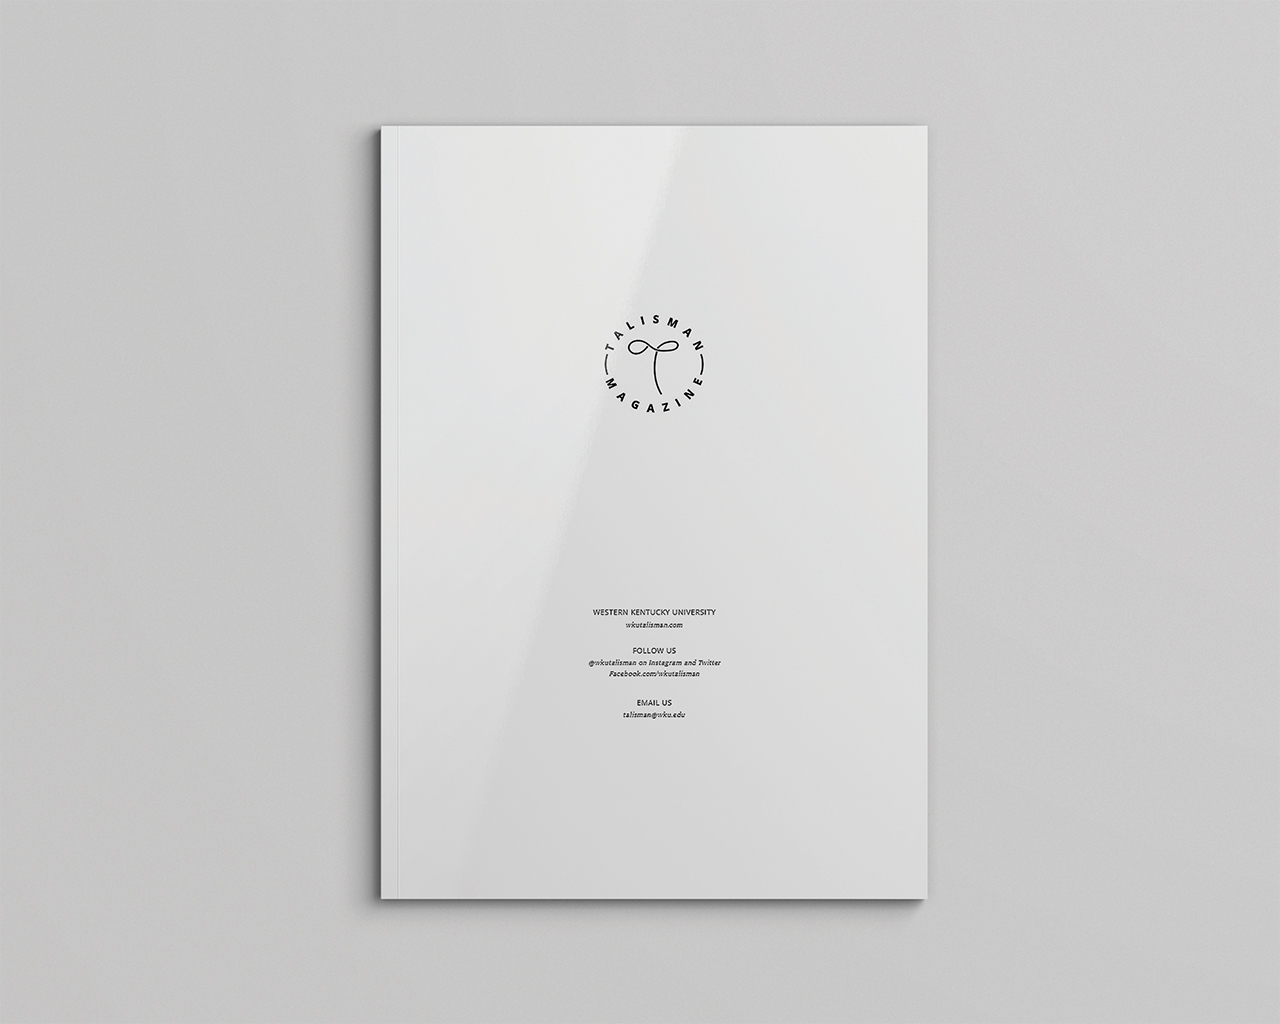 TALISMAN
T
MAGAZINE
WESTERN KENTUCKY UNIVERSITY
wkutalisman.com
FOLLOW US
@wkutalisman on Instagram and Twitter
Facebook.com/wkutalisman
EMAIL US
talisman@wku.edu